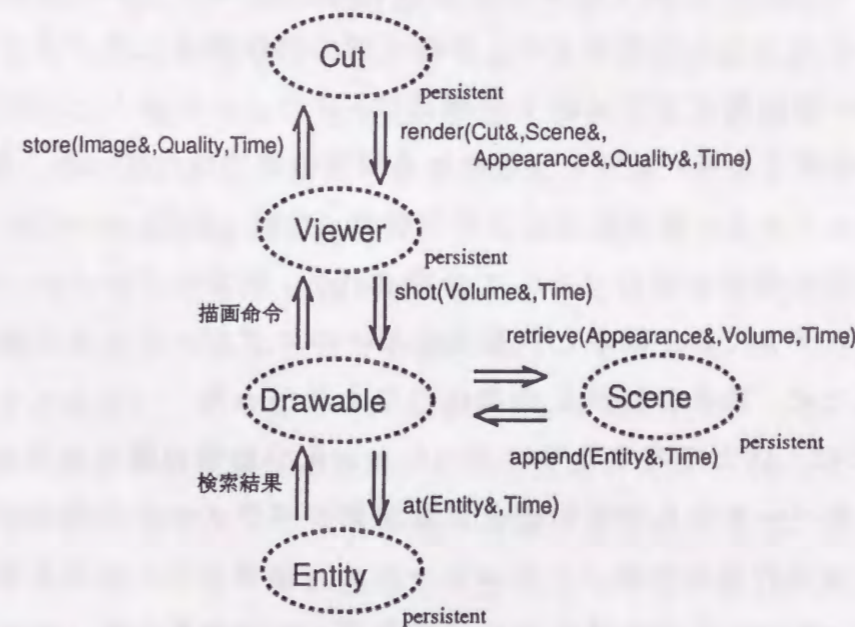 Cut
persistent
store(Image&,Quality,Time)
render(Cut&,Scene&,
Appearance&,Quality&,Time)
Viewer
persistent
描画命令
shot(Volume&,Time)
retrieve(Appearance&,Volume,Time)
Drawable
Scene
persistent
append(Entity&,Time)
検索結果
at(Entity&,Time)
Entity
persistent